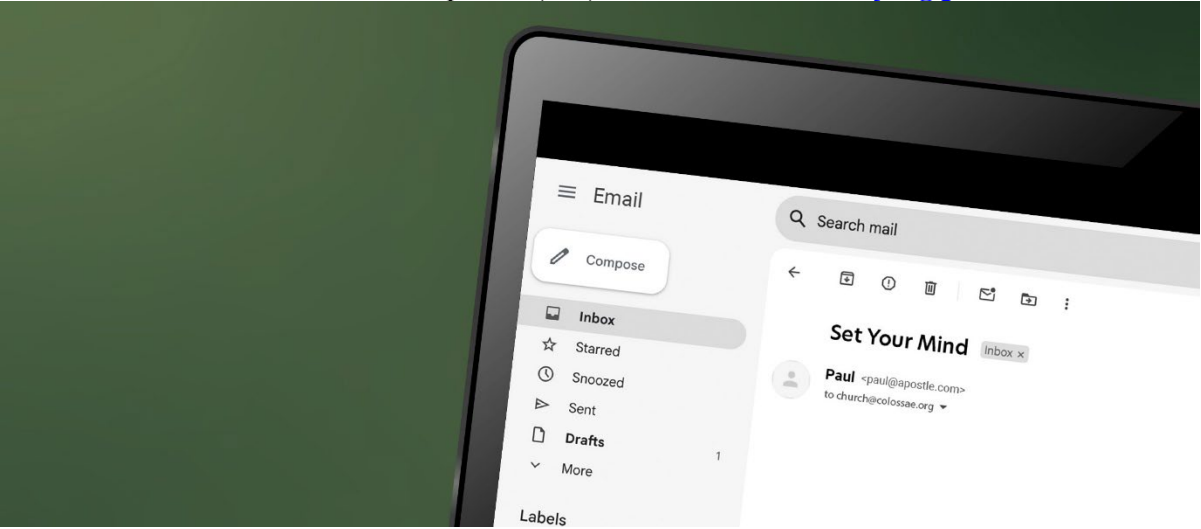 Email
Search mail
Compose
Inbox
Starred
Snoozed
Sent
Drafts 1
More
Labels
Set Your Mind Inbox ×
Paul <paul@apostle.com>
to church@colossae.org